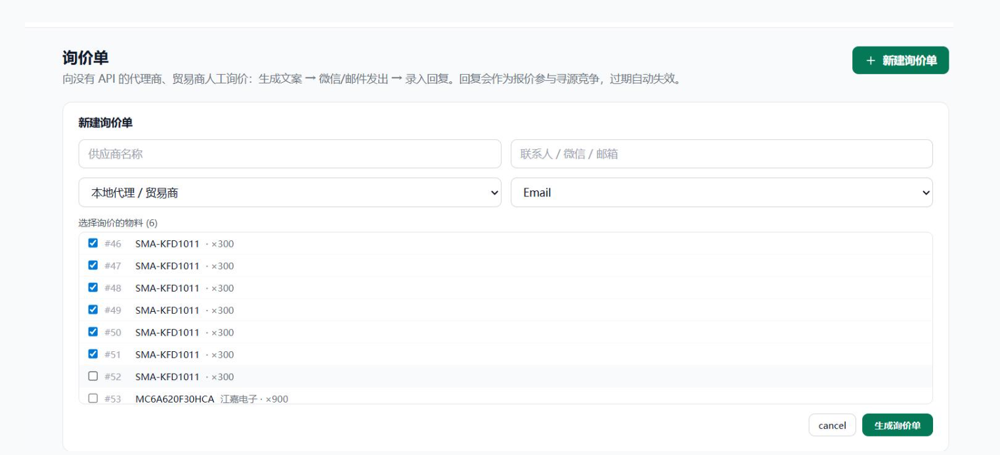 询价单
+ 新建询价单
向没有 API 的代理商、贸易商人工询价：生成文案 → 微信/邮件发出 → 录入回复。回复会作为报价参与寻源竞争，过期自动失效。
新建询价单
供应商名称
联系人 / 微信 / 邮箱
本地代理 / 贸易商
Email
选择询价的物料 (6)
#46 SMA-KFD1011 · ×300
#47 SMA-KFD1011 · ×300
#48 SMA-KFD1011 · ×300
#49 SMA-KFD1011 · ×300
#50 SMA-KFD1011 · ×300
#51 SMA-KFD1011 · ×300
#52 SMA-KFD1011 · ×300
#53 MC6A620F30HCA 江嘉电子 · ×900
cancel
生成询价单